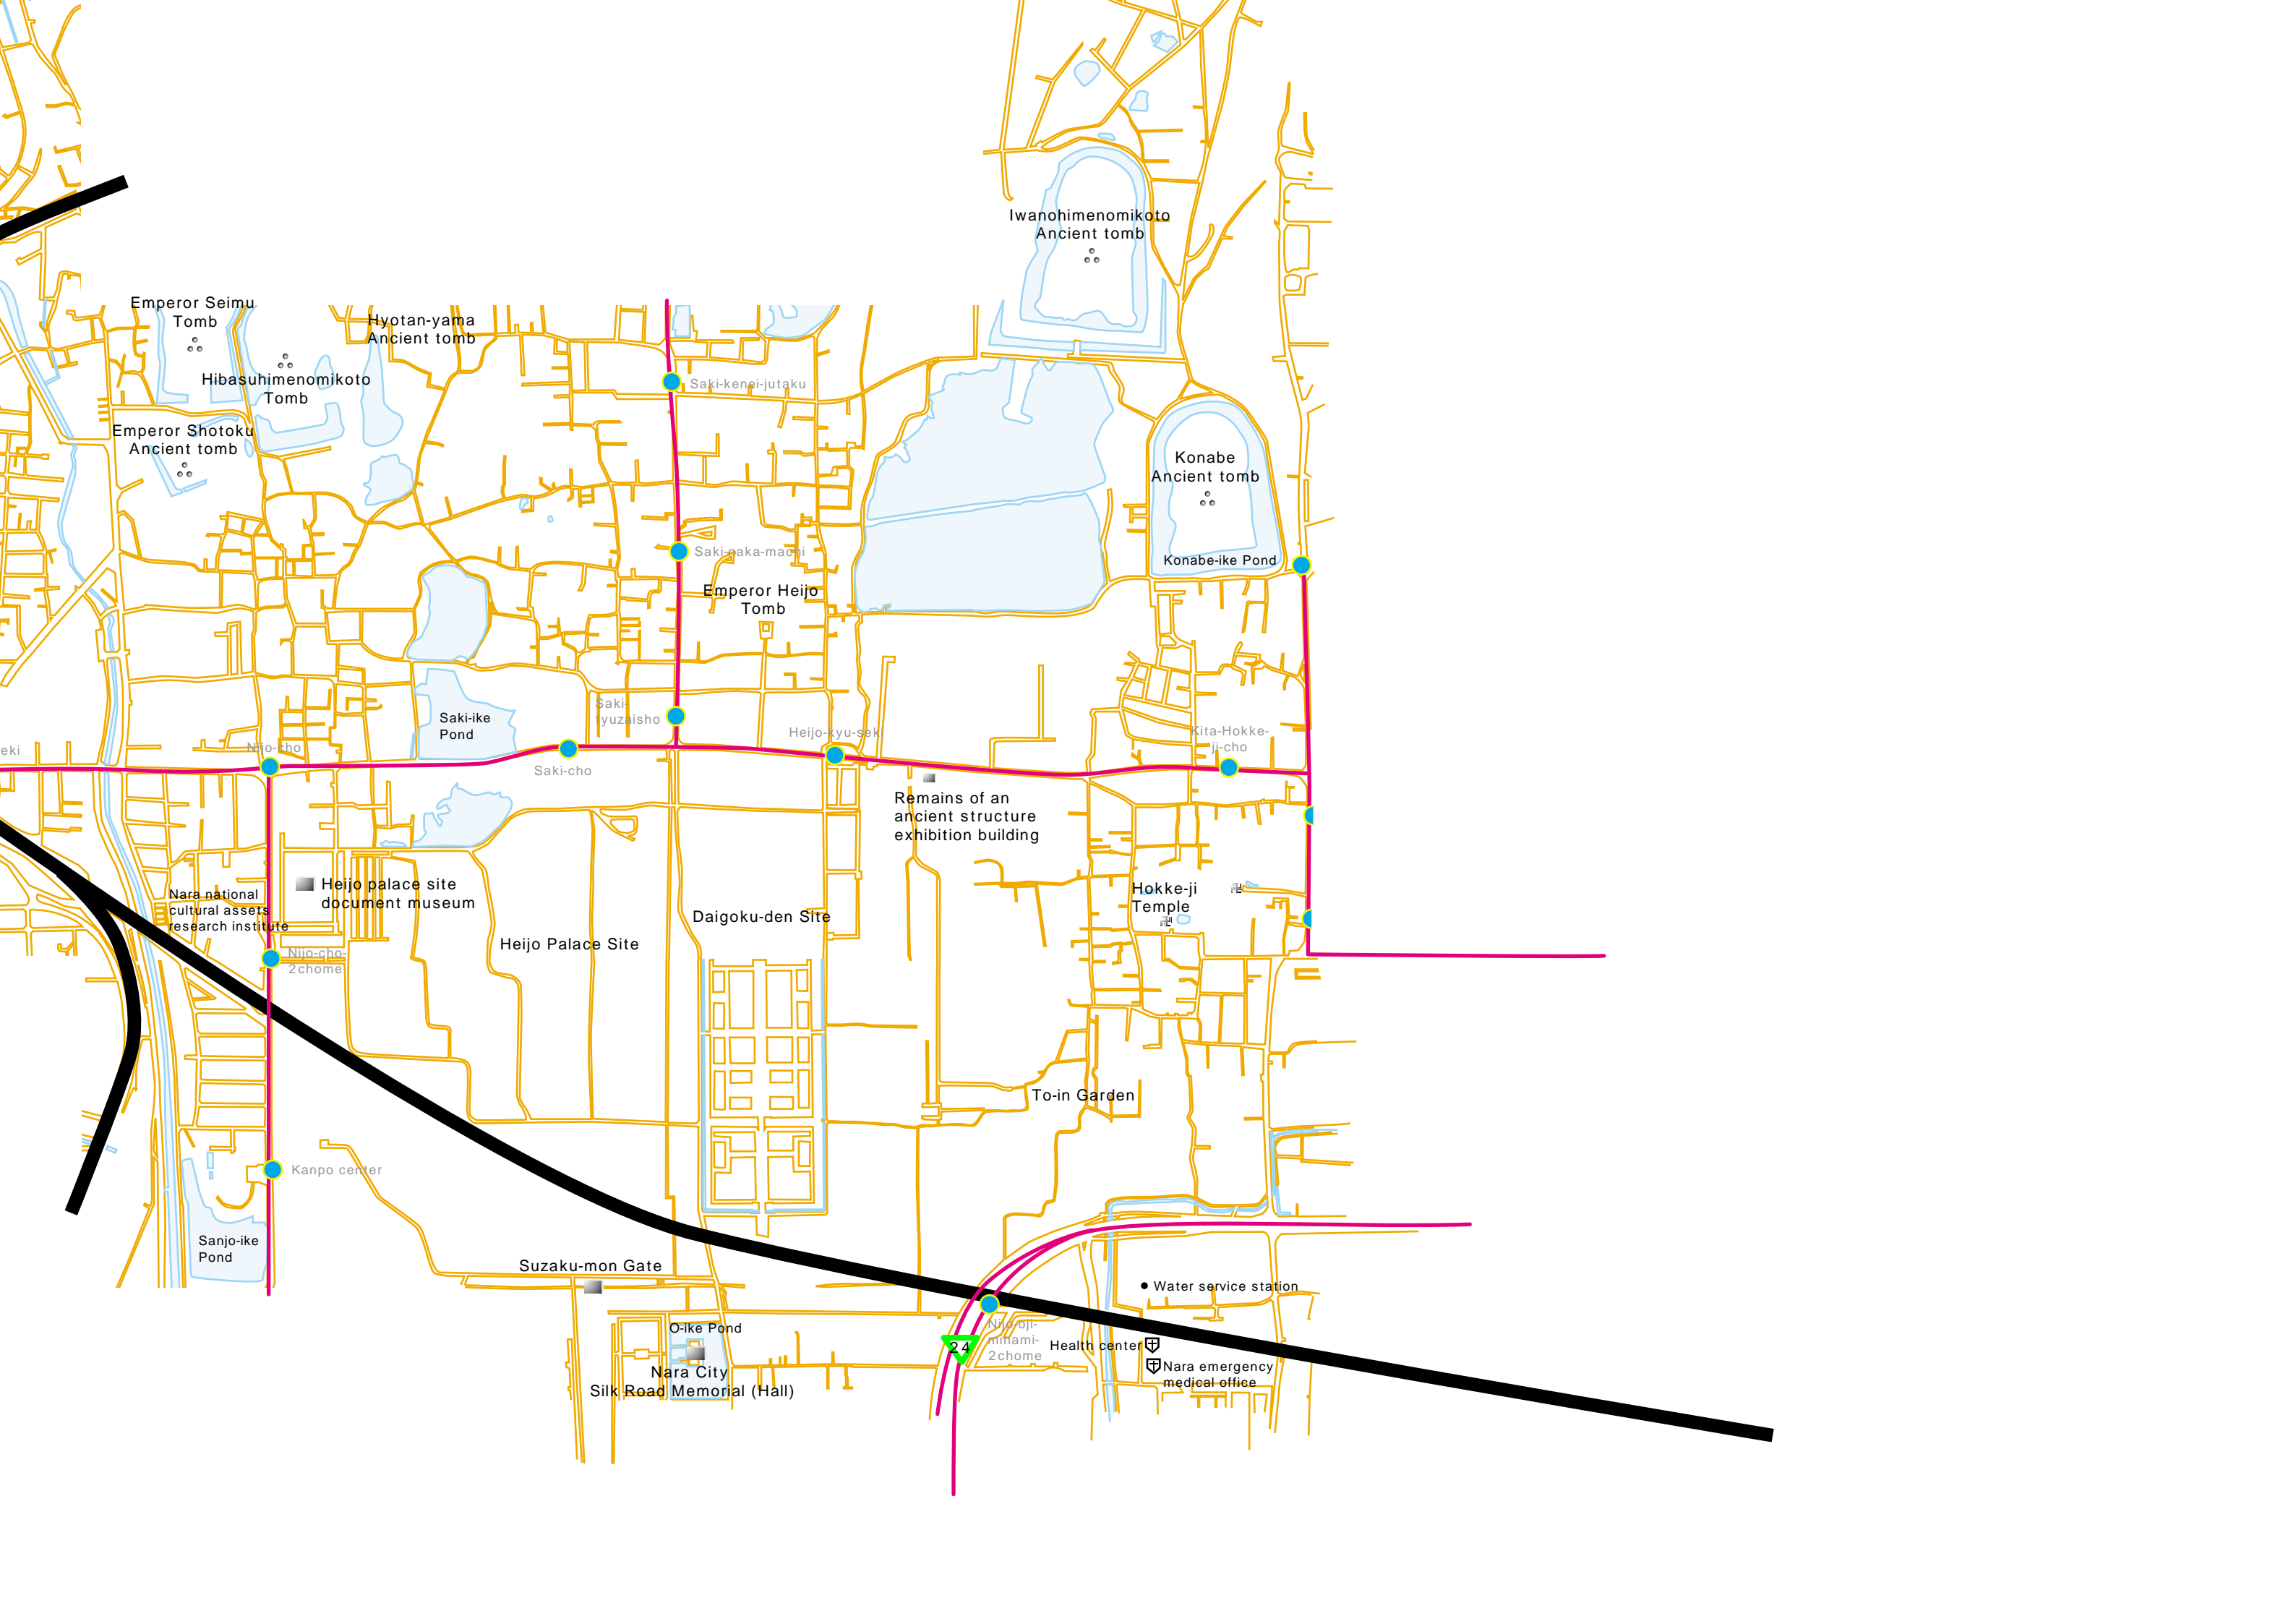 Iwanohimenomikoto
Ancient tomb
Emperor Seimu
Tomb
Hyotan-yama
Ancient tomb
Hibasuhimenomikoto
Tomb
Saki-kenei-jutaku
Emperor Shotoku
Ancient tomb
Konabe
Ancient tomb
Saki-naka-machi
Konabe-ike Pond
Emperor Heijo
Tomb
Saki-
tyuzaisho
Saki-ike
Pond
Heijo-kyu-seki
Kita-Hokke-
ji-cho
eki
Nijo-cho
Saki-cho
Remains of an
ancient structure
exhibition building
Heijo palace site
document museum
Nara national
cultural assets
research institute
Hokke-ji
Temple
Daigoku-den Site
Heijo Palace Site
Nijo-cho-
2chome
To-in Garden
Kanpo center
Sanjo-ike
Pond
Suzaku-mon Gate
Water service station
O-ike Pond
Nijo-oji-
minami-
2chome
24
Health center
Nara City
Silk Road Memorial (Hall)
Nara emergency
medical office